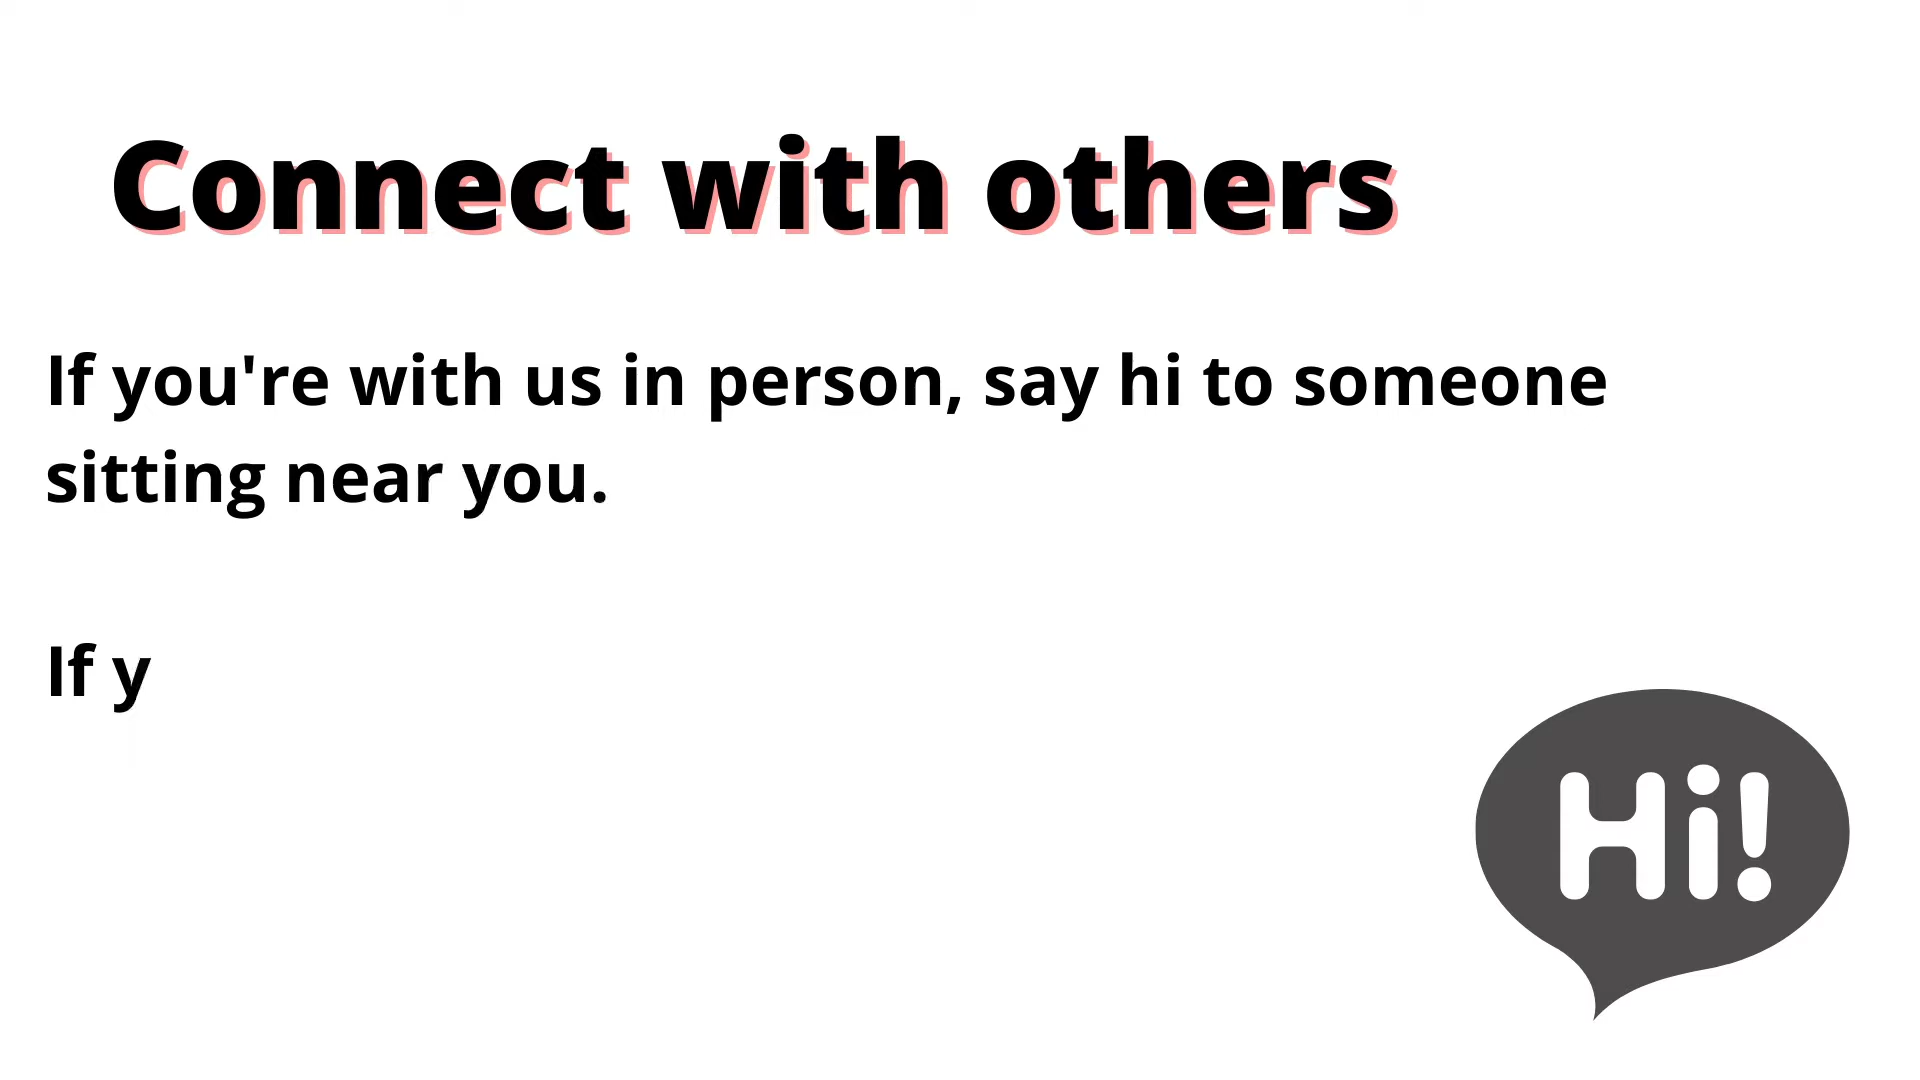 Connect with others
If you're with us in person, say hi to someone
sitting near you.
If y
Hi!